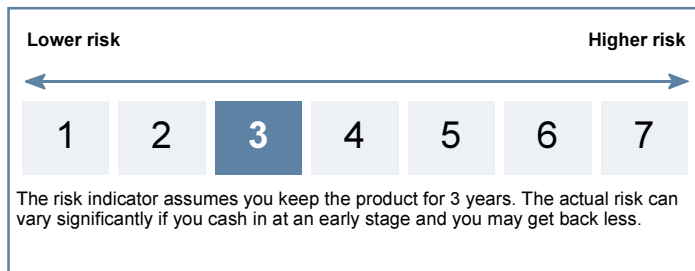 Lower risk Higher risk
1 2 3 4 5 6 7
The risk indicator assumes you keep the product for 3 years. The actual risk can
vary significantly if you cash in at an early stage and you may get back less.